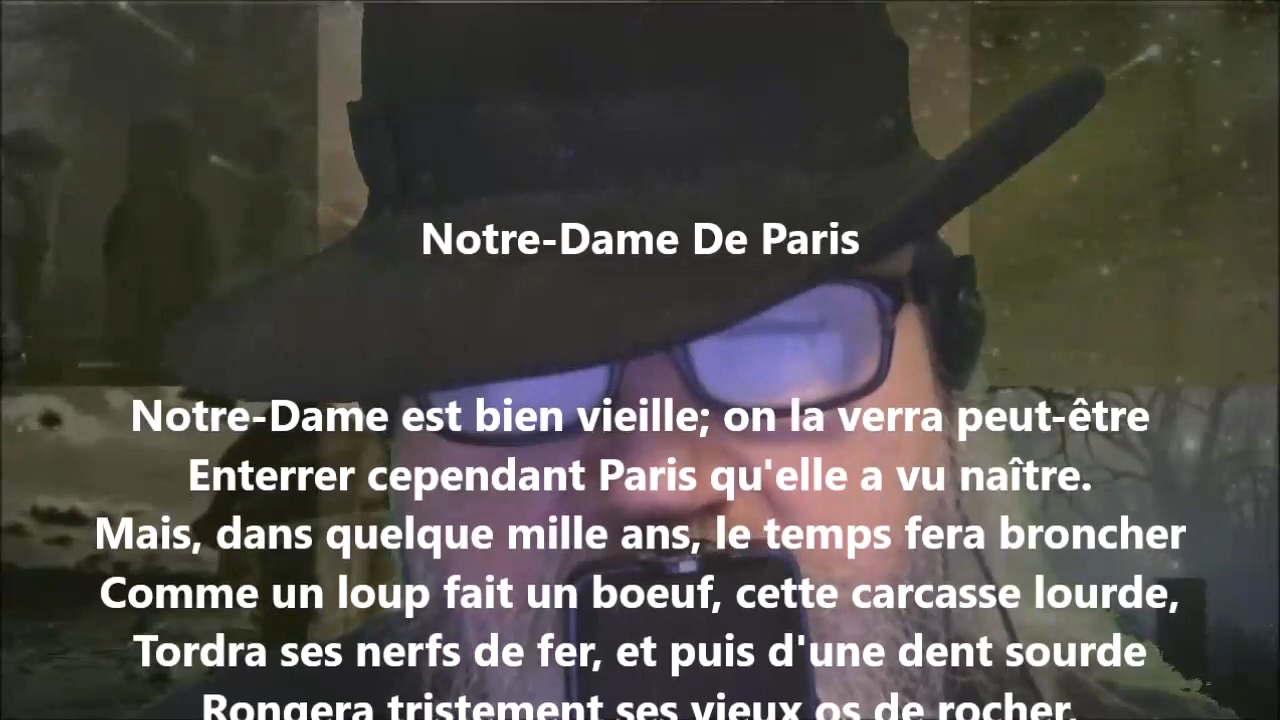 Notre-Dame De Paris
Notre-Dame est bien vieille; on la verra peut-être
Enterrer cependant Paris qu'elle a vu naître.
Mais, dans quelque mille ans, le temps fera broncher
Comme un loup fait un boeuf, cette carcasse lourde,
Tordra ses nerfs de fer, et puis d'une dent sourde
Rongera tristement ses vieux os de rocher.